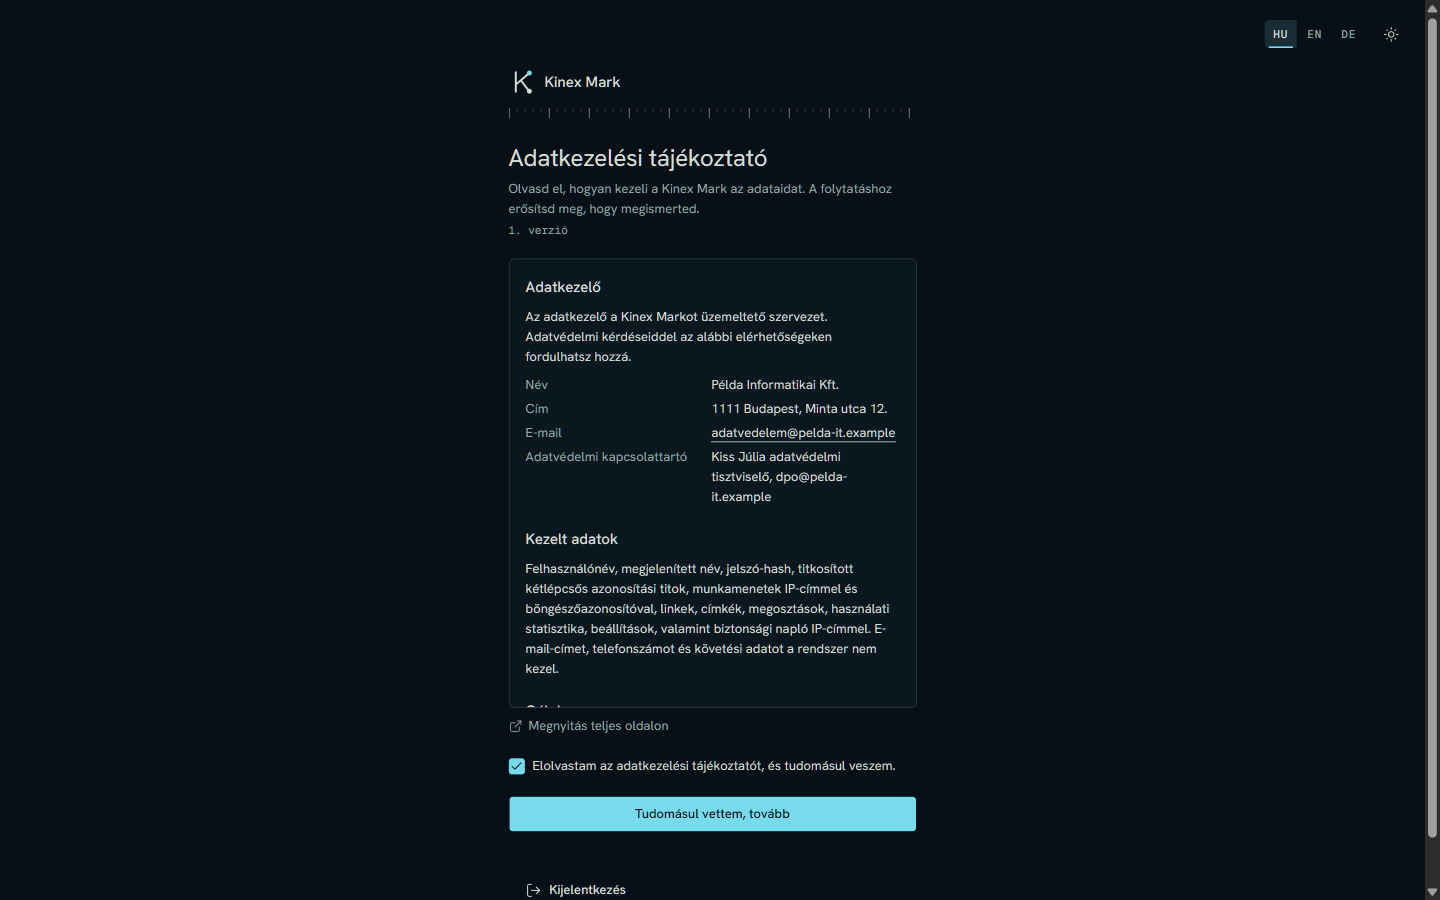 HU EN DE
Kinex Mark
Adatkezelési tájékoztató
Olvasd el, hogyan kezeli a Kinex Mark az adataidat. A folytatáshoz
erősítsd meg, hogy megismerted.
1. verzió
Adatkezelő
Az adatkezelő a Kinex Markot üzemeltető szervezet.
Adatvédelmi kérdéseiddel az alábbi elérhetőségeken
fordulhatsz hozzá.
Név Példa Informatikai Kft.
Cím 1111 Budapest, Minta utca 12.
E-mail adatvedelem@pelda-it.example
Adatvédelmi kapcsolattartó Kiss Júlia adatvédelmi
tisztviselő, dpo@pelda-
it.example
Kezelt adatok
Felhasználónév, megjelenített név, jelszó-hash, titkosított
kétlépcsős azonosítási titok, munkamenetek IP-címmel és
böngészőazonosítóval, linkek, címkék, megosztások, használati
statisztika, beállítások, valamint biztonsági napló IP-címmel. E-
mail-címet, telefonszámot és követési adatot a rendszer nem
kezel.
Megnyitás teljes oldalon
Elolvastam az adatkezelési tájékoztatót, és tudomásul veszem.
Tudomásul vettem, tovább
Kijelentkezés